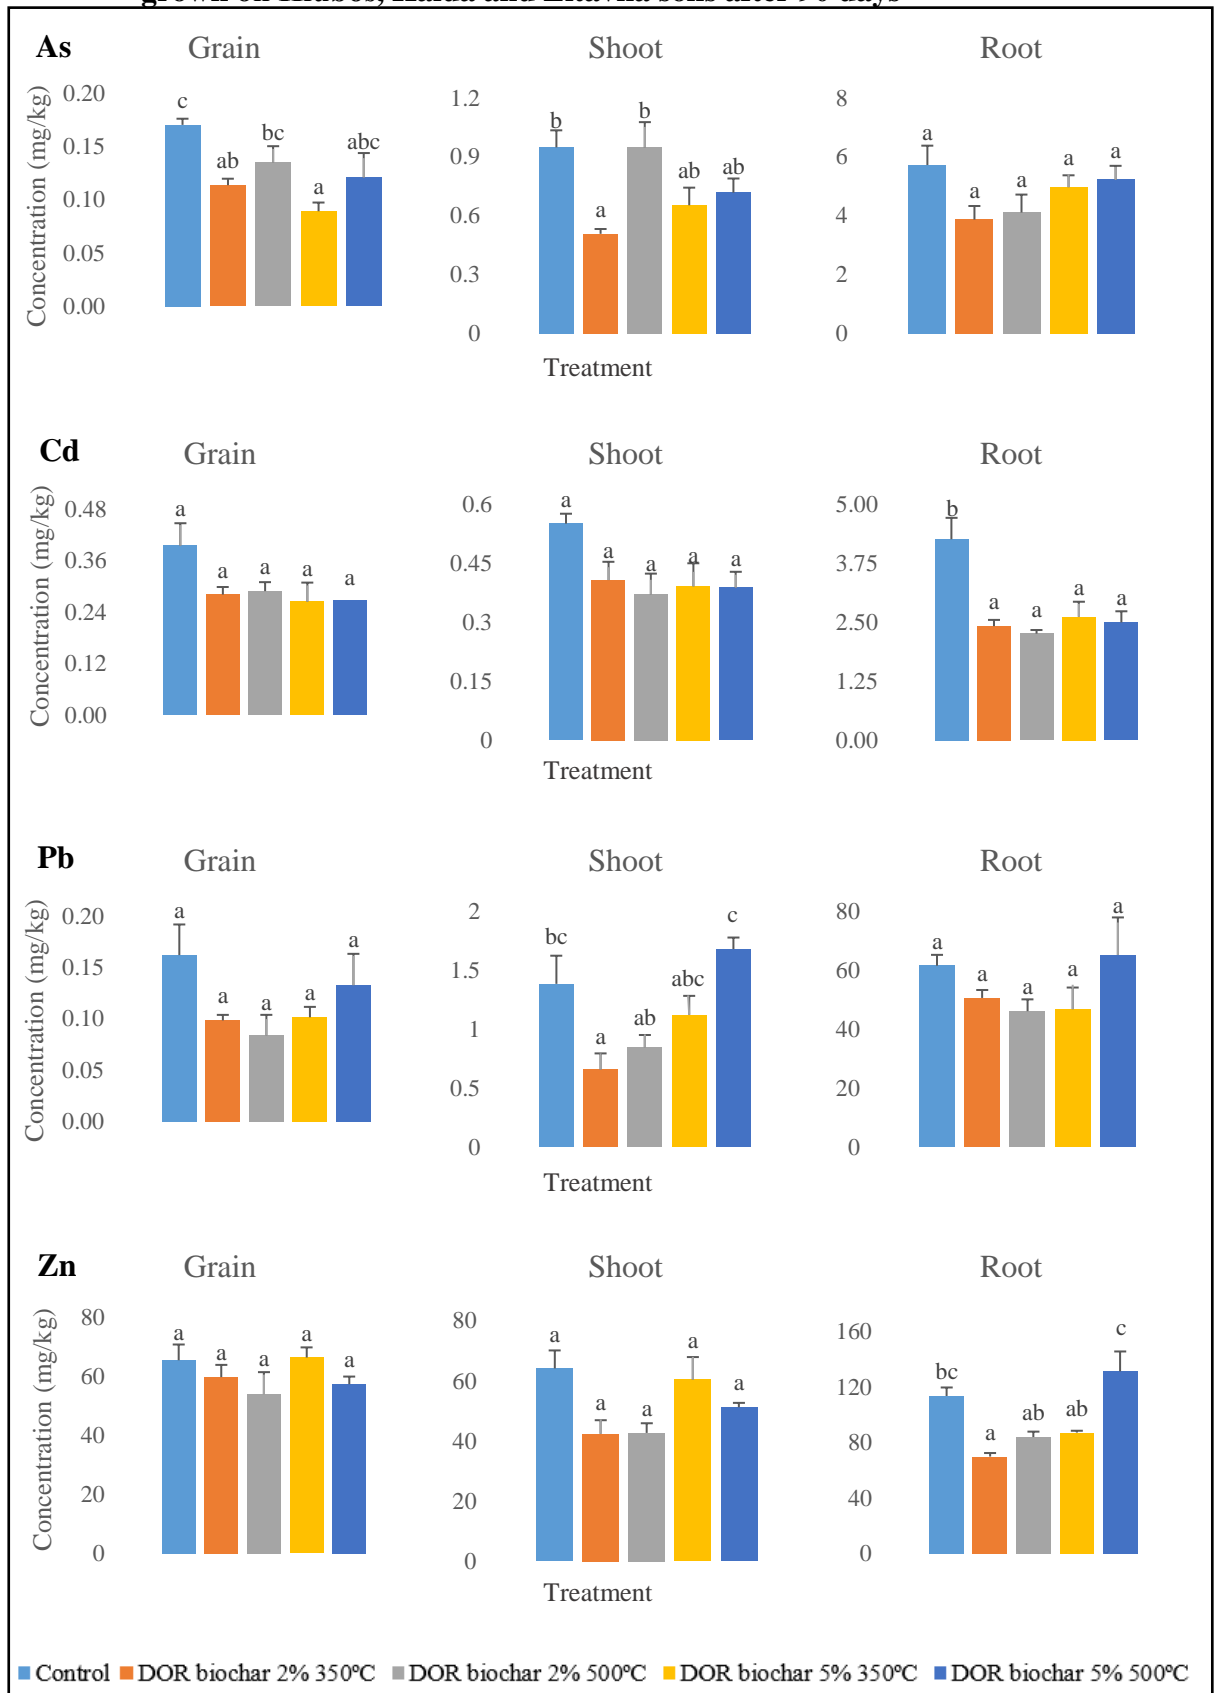 grown on and soils after 90 days
As Grain Shoot Root
Concentration (mg/kg)
0.20
0.15
0.10
0.05
0.00
c ab bc a abc
1.2
0.9
0.6
0.3
0
b a b ab ab
8
6
4
2
0
a a a a a
Treatment
Cd Grain Shoot Root
Concentration (mg/kg)
0.48
0.36
0.24
0.12
0.00
a a a a a
0.6
0.45
0.3
0.15
0
a a a a a
5.00
3.75
2.50
1.25
0.00
b a a a a
Treatment
Pb Grain Shoot Root
Concentration (mg/kg)
0.20
0.15
0.10
0.05
0.00
a a a a a
2
1.5
1
0.5
0
bc a ab abc c
80
60
40
20
0
a a a a a
Treatment
Zn Grain Shoot Root
Concentration (mg/kg)
80
60
40
20
0
a a a a a
80
60
40
20
0
a a a a a
160
120
80
40
0
bc a ab ab c
Treatment
Control DOR biochar 2% 350ºC DOR biochar 2% 500ºC DOR biochar 5% 350ºC DOR biochar 5% 500ºC